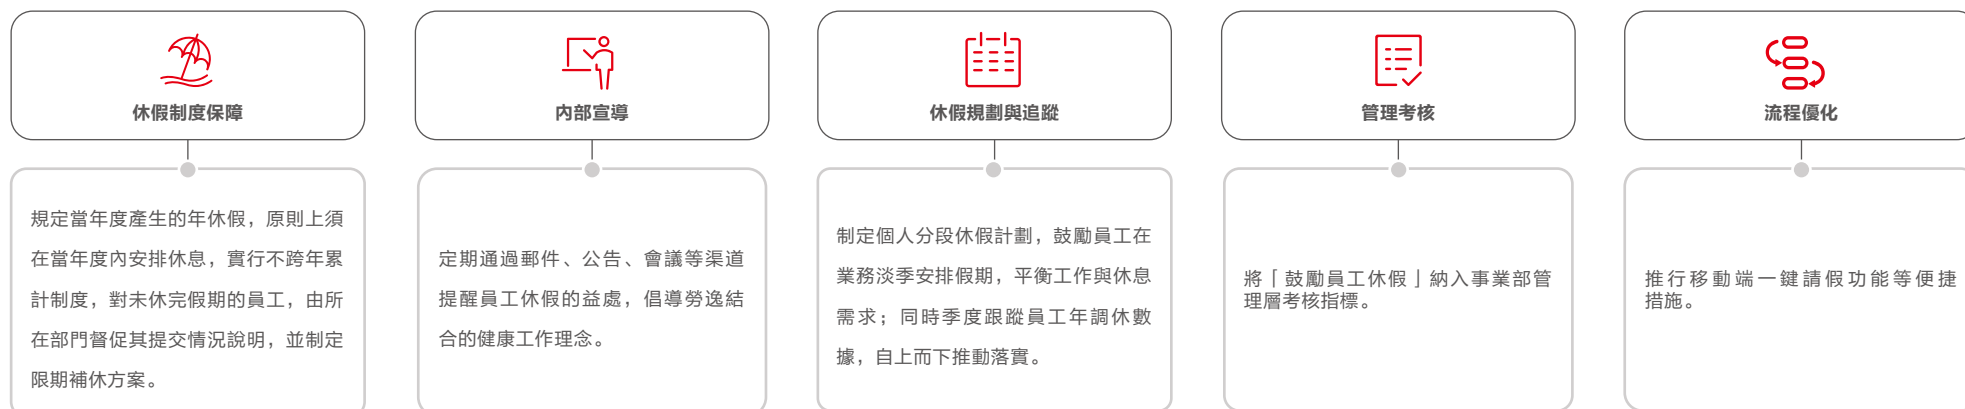 休假制度保障
規定當年度產生的年休假，原則上須
在當年度內安排休息，實行不跨年累
計制度，對未休完假期的員工，由所
在部門督促其提交情況說明，並制定
限期補休方案。
內部宣導
定期通過郵件、公告、會議等渠道
提醒員工休假的益處，倡導勞逸結
合的健康工作理念。
休假規劃與追蹤
制定個人分段休假計劃，鼓勵員工在
業務淡季安排假期，平衡工作與休息
需求；同時季度跟蹤員工年調休數
據，自上而下推動落實。
管理考核
將「鼓勵員工休假」納入事業部管
理層考核指標。
流程優化
推行移動端一鍵請假功能等便捷
措施。